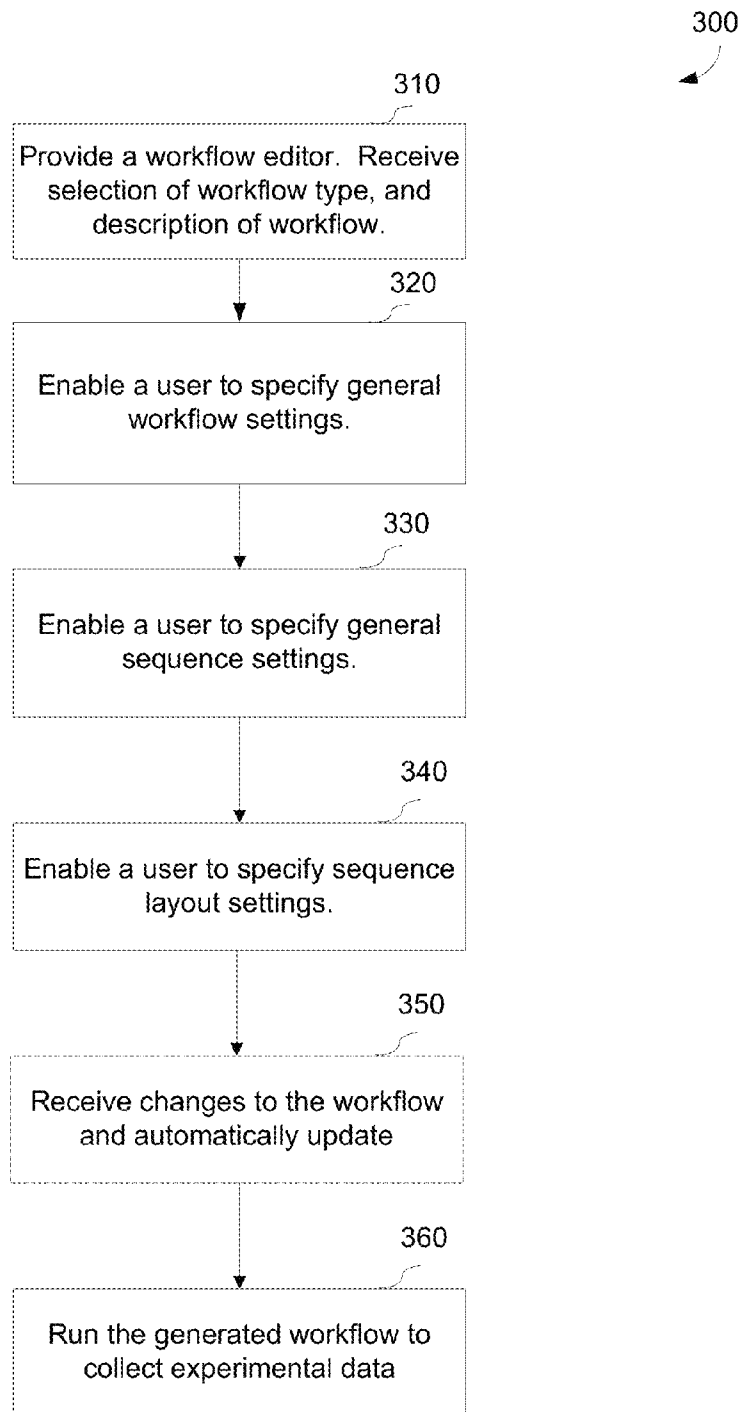 300
310
Provide a workflow editor.  Receive
selection of workflow type, and
description of workflow.
320
Enable a user to specify general
workflow settings.
330
Enable a user to specify general
sequence settings.
340
Enable a user to specify sequence
layout settings.
350
Receive changes to the workflow
and automatically update
360
Run the generated workflow to
collect experimental data